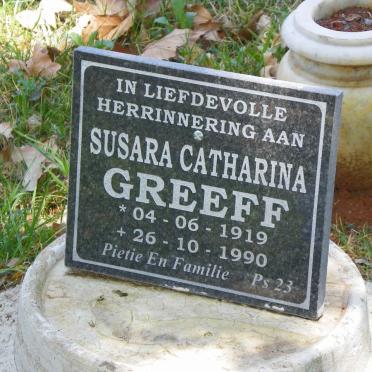 IN LIEFDEVOLLE
HERRINNERING AAN
SUSARA CATHARINA
GREEFF
* 04 - 06 - 1919
+ 26 - 10 - 1990
Pietie En Familie Ps 23